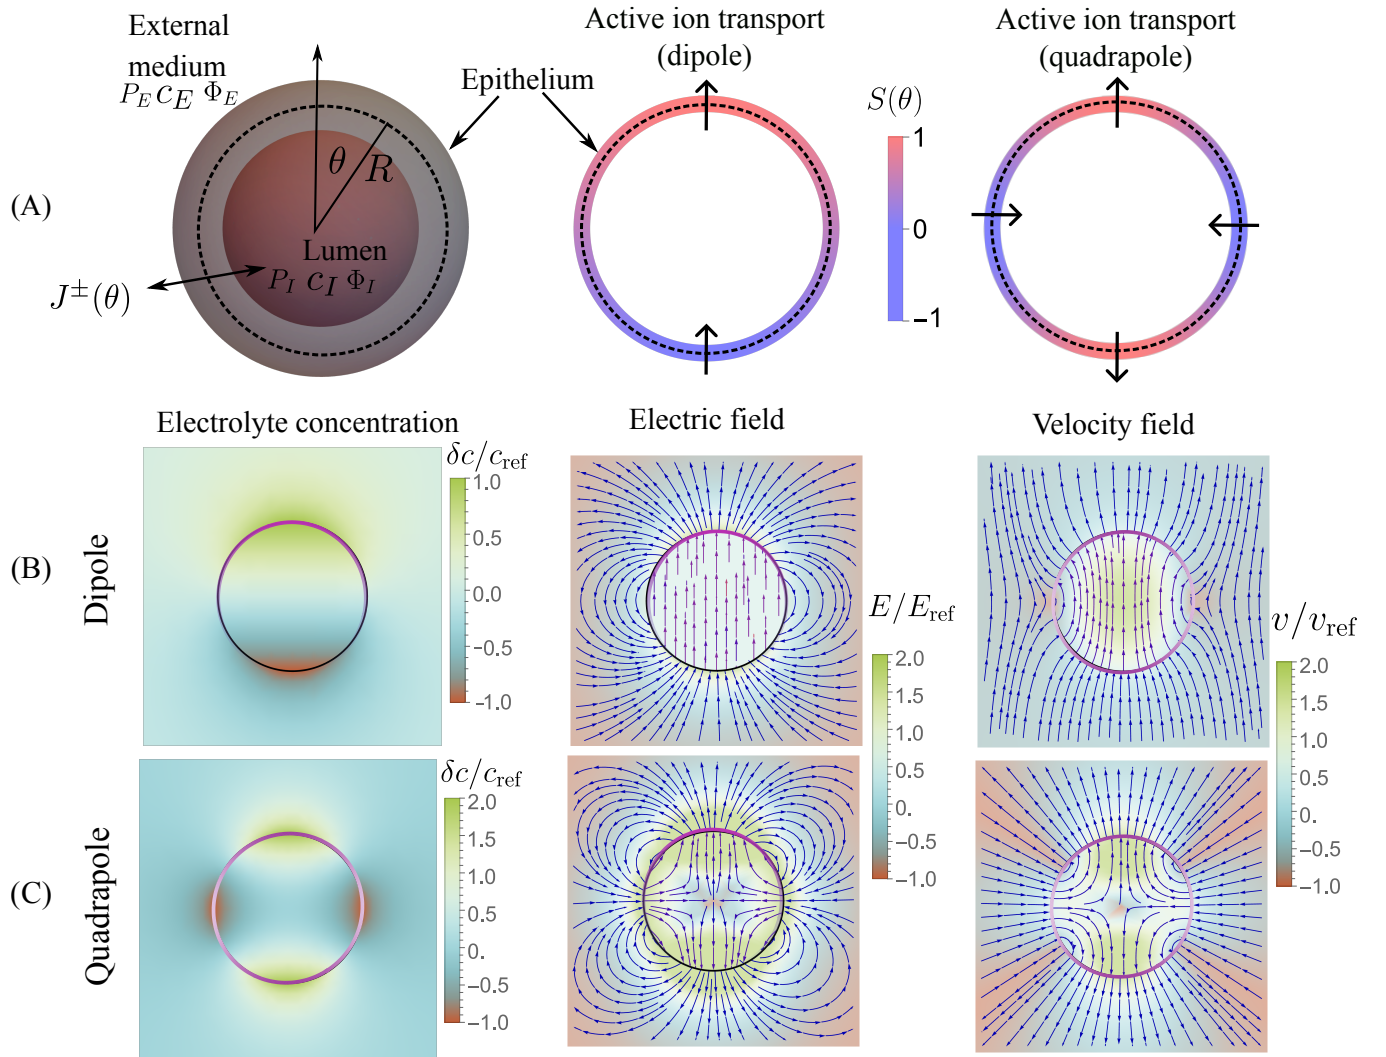 External
medium
P_E c_E Φ_E
Epithelium
θ
R
Lumen
P_I c_I Φ_I
J^±(θ)
(A)
Active ion transport
(dipole)
S(θ)
1
0
−1
Active ion transport
(quadrapole)
Electrolyte concentration
Electric field
Velocity field
(B)
Dipole
δc/c_ref
1.0
0.5
0.0
−0.5
−1.0
E/E_ref
2.0
1.5
1.0
0.5
0.
−0.5
−1.0
v/v_ref
2.0
1.0
1.0
0.5
0.
−0.5
−1.0
(C)
Quadrapole
δc/c_ref
2.0
1.5
1.0
0.5
0.
−0.5
−1.0